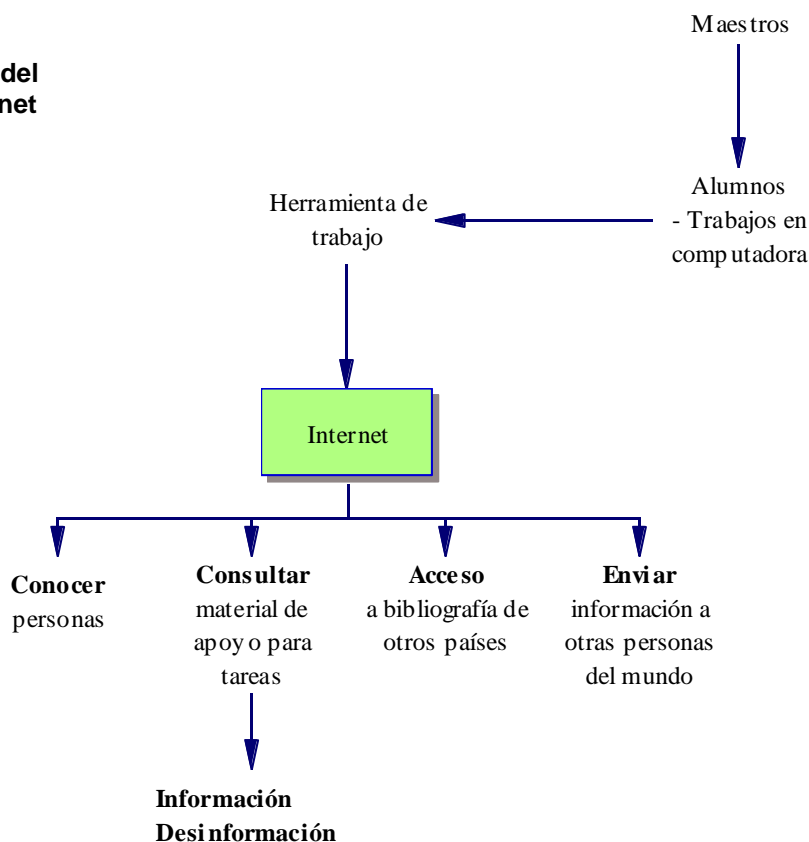 Maestros
del
net
Alumnos
- Trabajos en
computadora
Herramienta de
trabajo
Internet
Conocer
personas
Consultar
material de
apoyo para
tareas
Acceso
a bibliografía de
otros países
Enviar
información a
otras personas
del mundo
Información
Desinformación